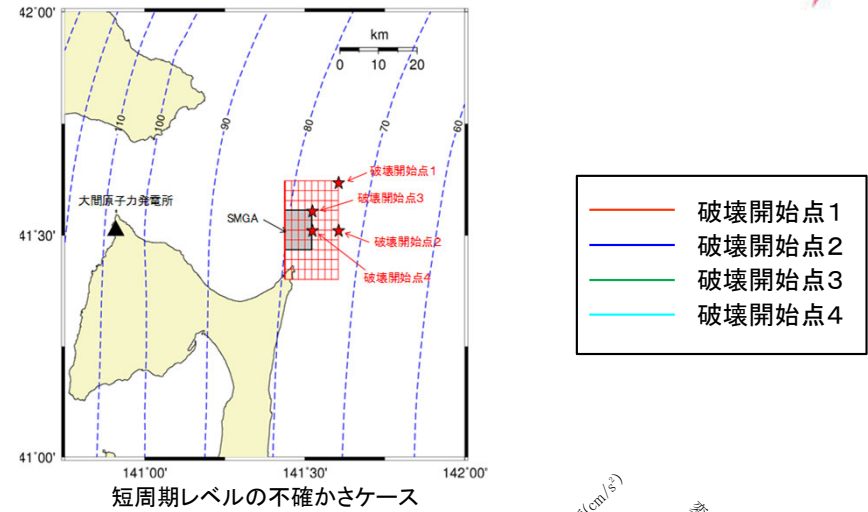 42°00'
km
0 10 20
110
100
90
80
70
60
破壊開始点1
破壊開始点3
大間原子力発電所
SMGA
41°30'
破壊開始点2
破壊開始点4
41°00'
141°00'
141°30'
142°00'
短周期レベルの不確かさケース
破壊開始点1
破壊開始点2
破壊開始点3
破壊開始点4
(cm/s²)